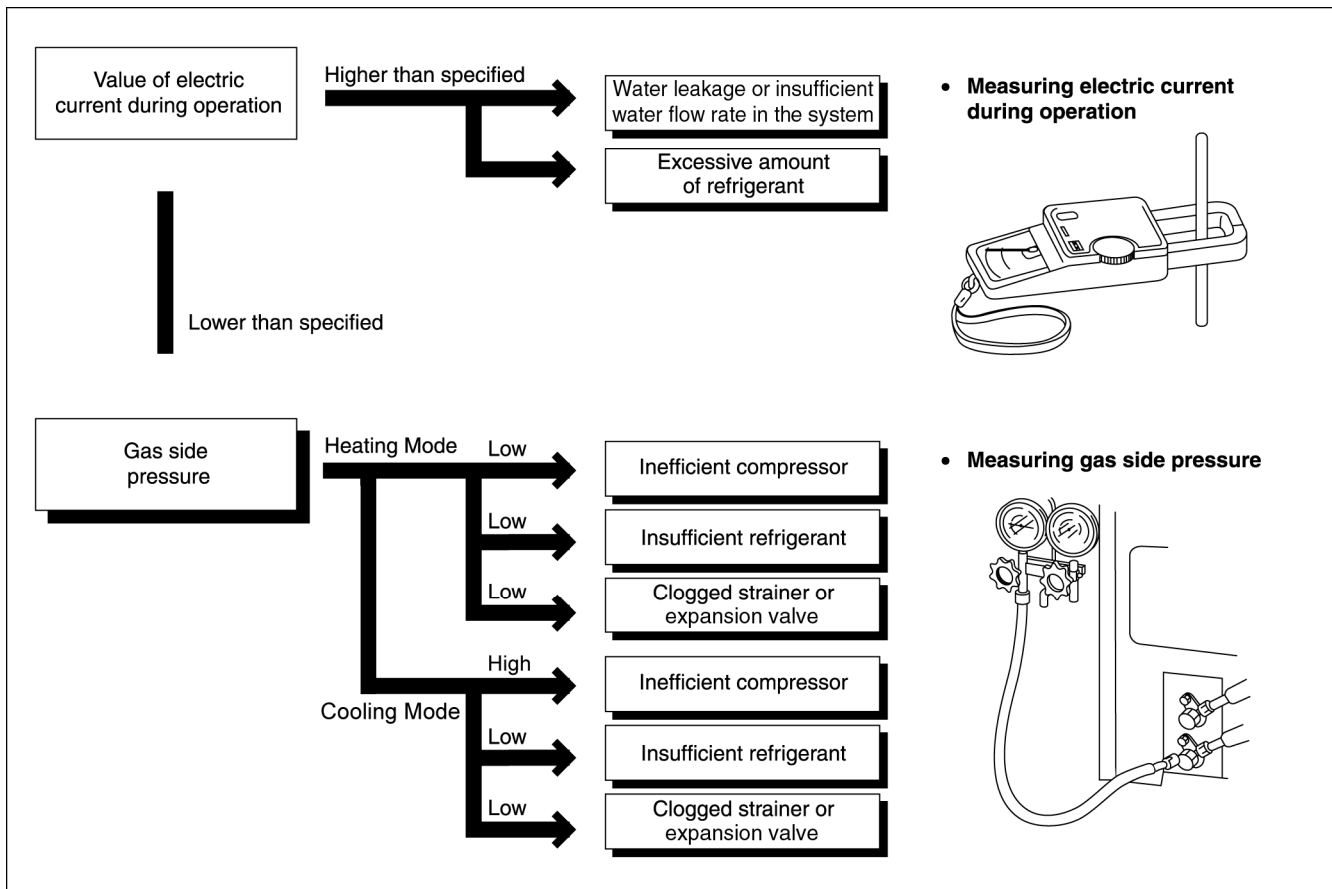 Value of electric
current during operation
Higher than specified
Water leakage or insufficient
water flow rate in the system
Excessive amount
of refrigerant
• Measuring electric current
during operation
Lower than specified
Gas side
pressure
Heating Mode
Low
Inefficient compressor
Low
Insufficient refrigerant
Low
Clogged strainer or
expansion valve
Cooling Mode
High
Inefficient compressor
Low
Insufficient refrigerant
Low
Clogged strainer or
expansion valve
• Measuring gas side pressure